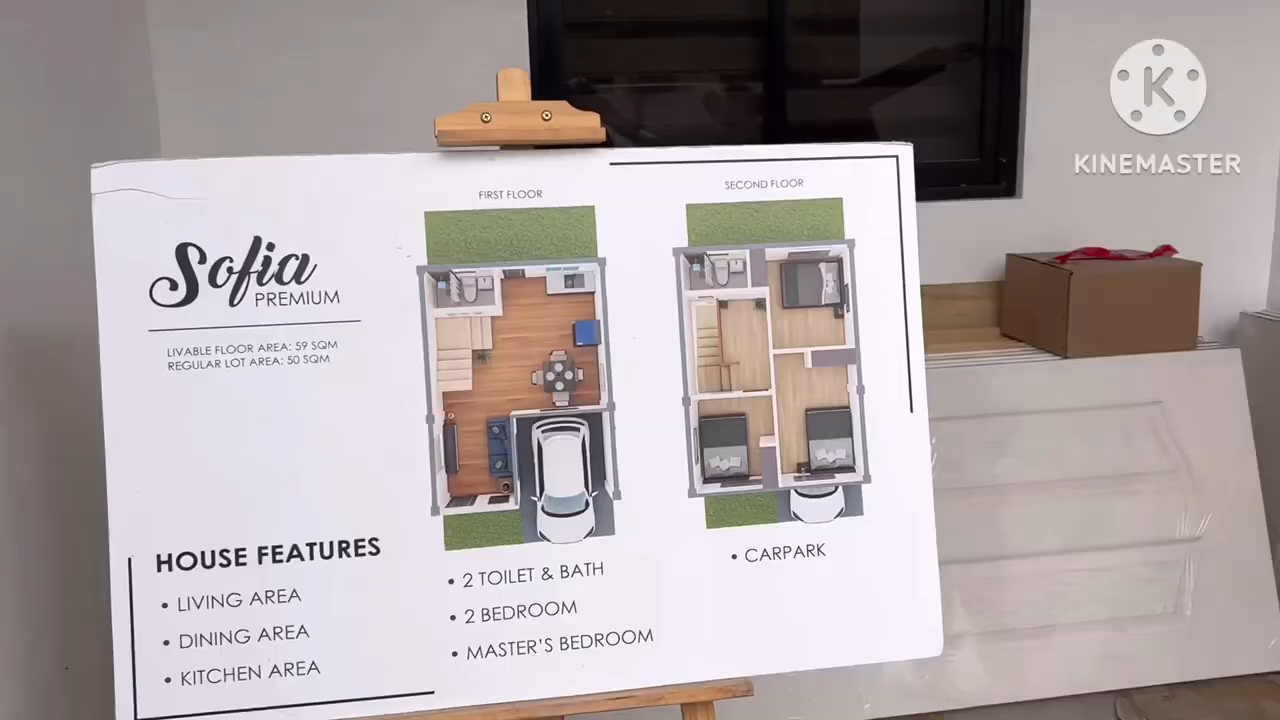 KINEMASTER
FIRST FLOOR
SECOND FLOOR
Sofia
PREMIUM
LIVABLE FLOOR AREA: 59 SQM
REGULAR LOT AREA: 50 SQM
HOUSE FEATURES
• LIVING AREA
• DINING AREA
• KITCHEN AREA
• 2 TOILET & BATH
• 2 BEDROOM
• MASTER'S BEDROOM
• CARPARK